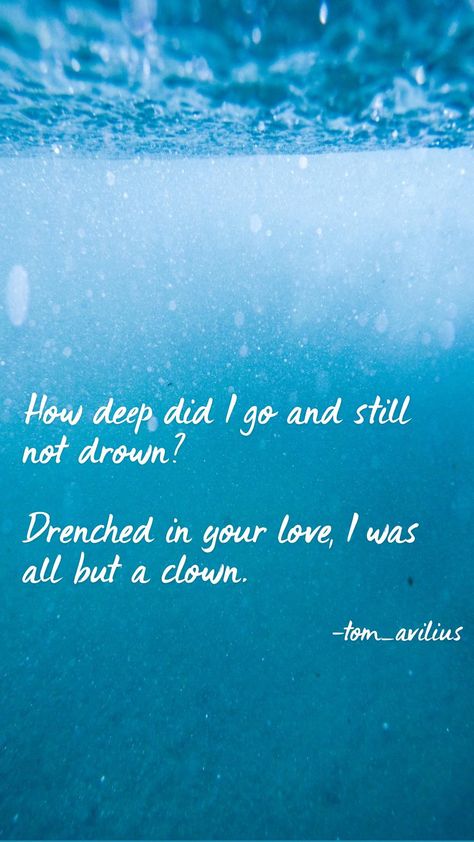 How deep did I go and still
not drown?
Drenched in your love, I was
all but a clown.
-tom_avilius